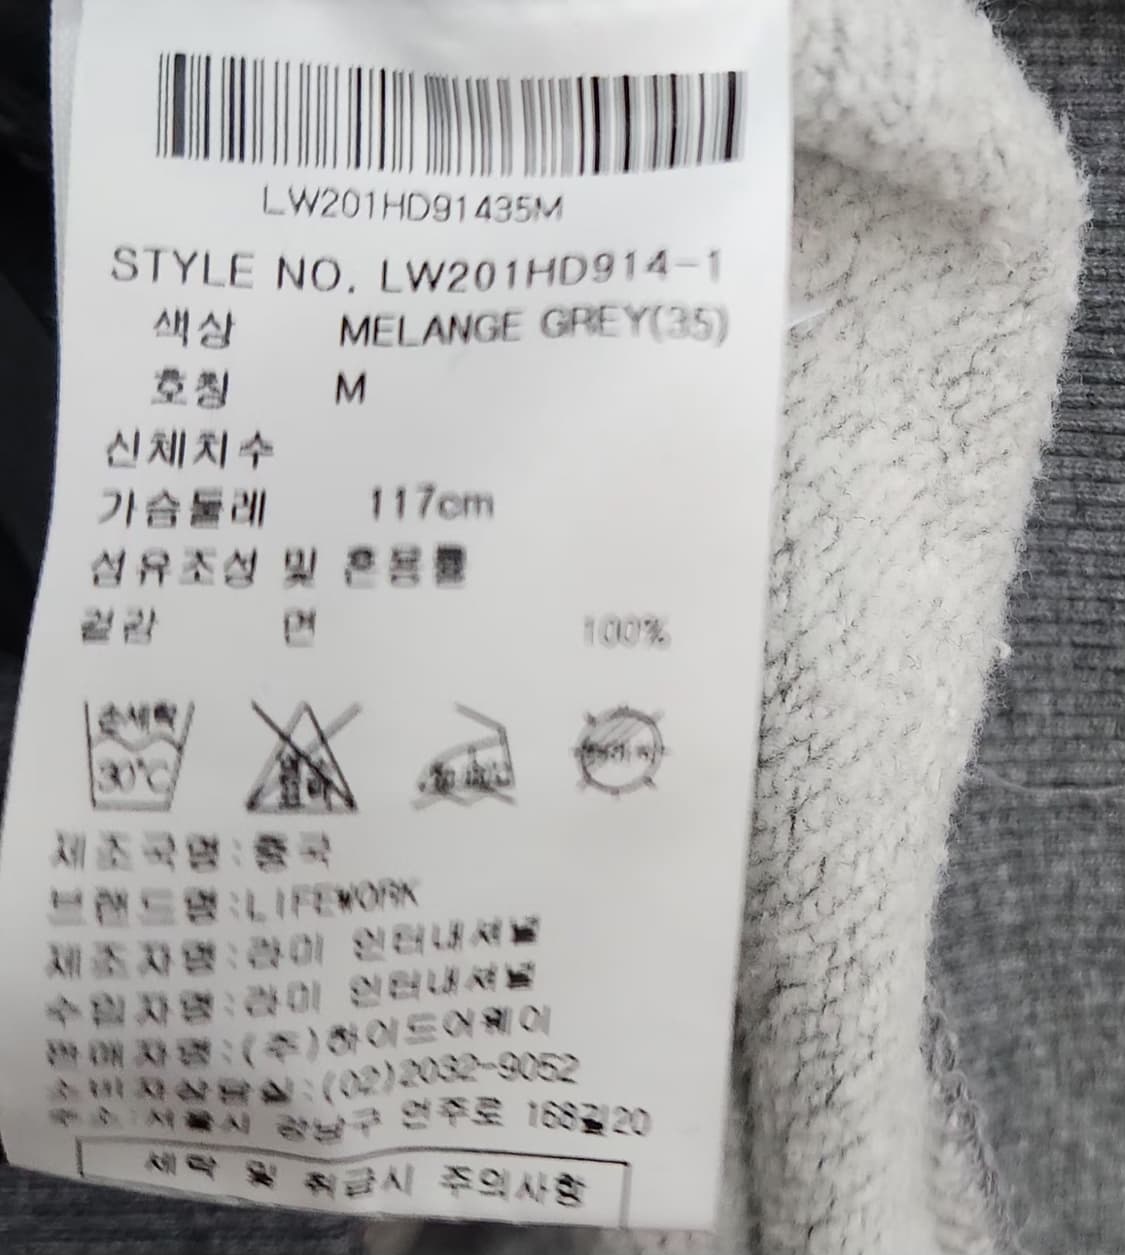 LW201HD91435M
STYLE NO. LW201HD914-1
색상 MELANGE GREY(35)
호칭 M
신체치수
가슴둘레 117cm
섬유조성 및 혼용률
겉감 면 100%
손세탁
30℃
제조국명:중국
브랜드명:LIFEWORK
제조자명:라미 인터내셔널
수입자명:라미 인터내셔널
판매자명:(주)하이드어웨이
소비자상담실:(02)2032-9052
주소:서울시 강남구 언주로 168길20
세탁 및 취급시 주의사항